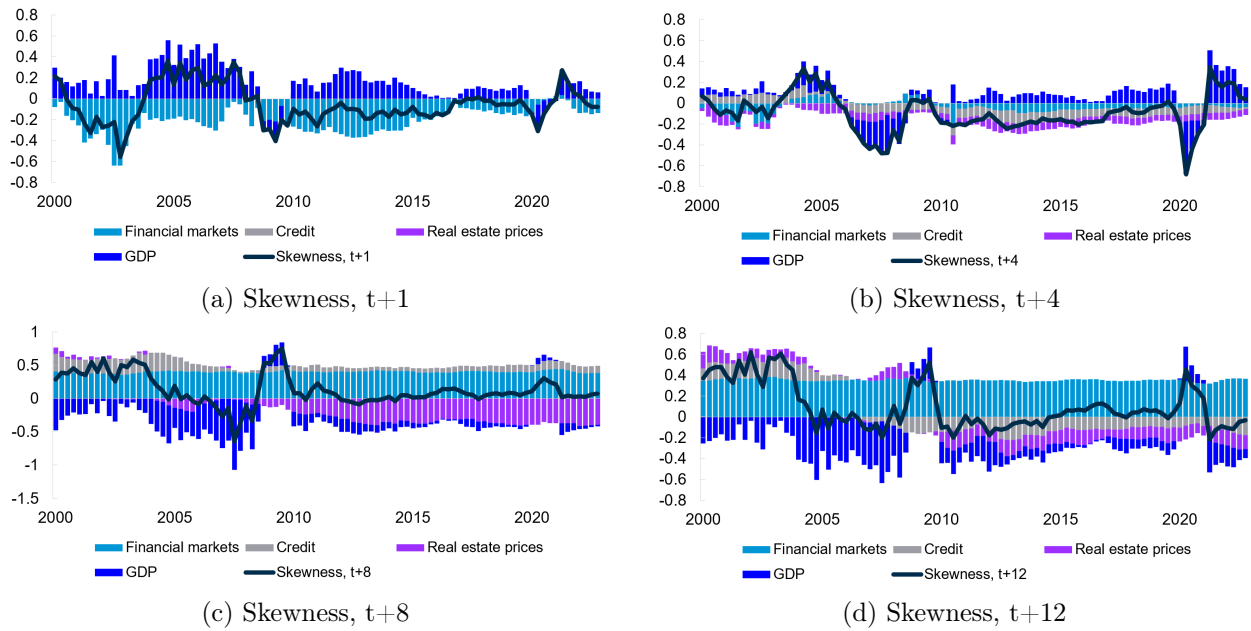 0.8
0.6
0.4
0.2
0
-0.2
-0.4
-0.6
-0.8
2000 2005 2010 2015 2020
Financial markets Credit Real estate prices
GDP Skewness, t+1
(a) Skewness, t+1
0.8
0.6
0.4
0.2
0
-0.2
-0.4
-0.6
-0.8
2000 2005 2010 2015 2020
Financial markets Credit Real estate prices
GDP Skewness, t+4
(b) Skewness, t+4
1
0.5
0
-0.5
-1
-1.5
2000 2005 2010 2015 2020
Financial markets Credit Real estate prices
GDP Skewness, t+8
(c) Skewness, t+8
0.8
0.6
0.4
0.2
0
-0.2
-0.4
-0.6
-0.8
2000 2005 2010 2015 2020
Financial markets Credit Real estate prices
GDP Skewness, t+12
(d) Skewness, t+12